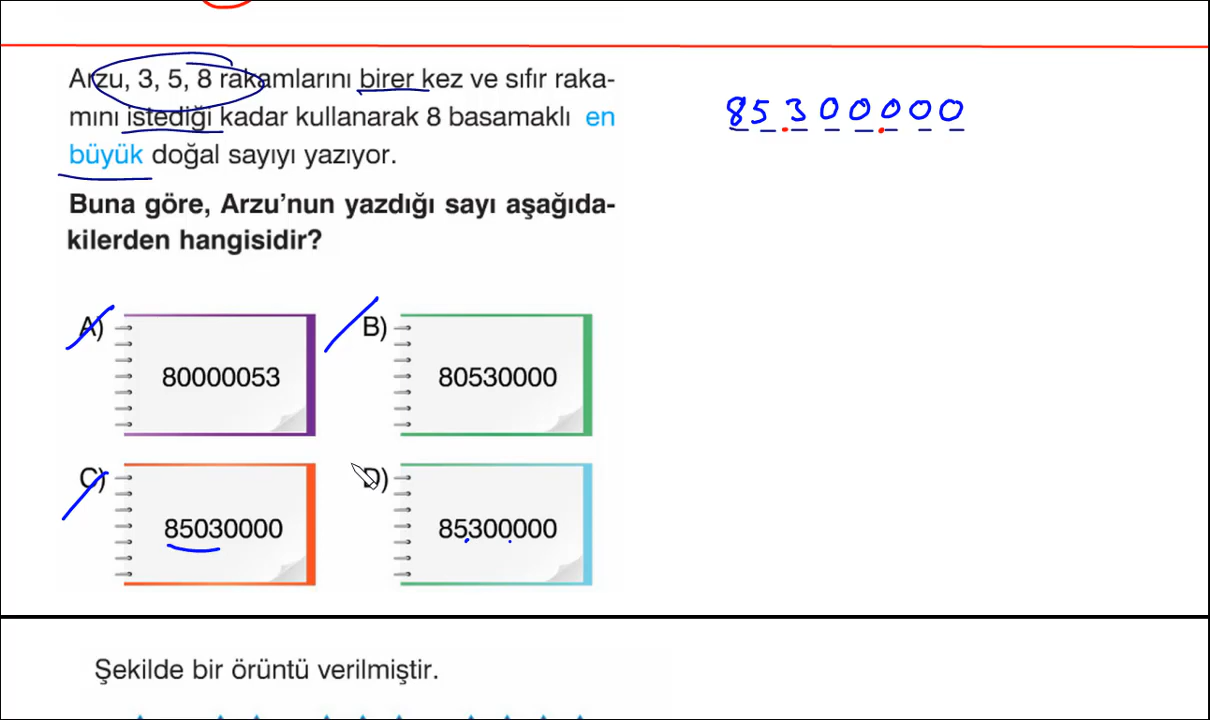 Arzu, 3, 5, 8 rakamlarını birer kez ve sıfır raka-
mını istediği kadar kullanarak 8 basamaklı en
büyük doğal sayıyı yazıyor.
85300000
Buna göre, Arzu’nun yazdığı sayı aşağıda-
kilerden hangisidir?
A)
80000053
B)
80530000
C)
85030000
D)
85300000
Şekilde bir örüntü verilmiştir.